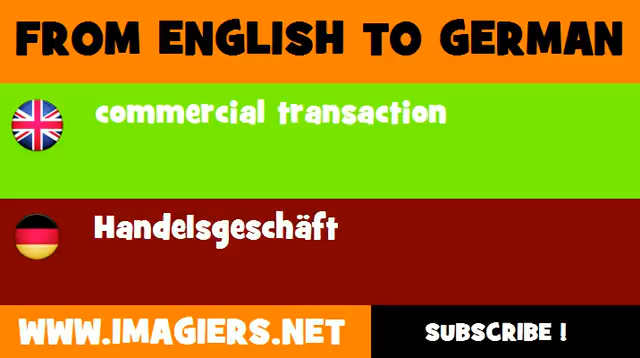 FROM ENGLISH TO GERMAN
commercial transaction
Handelsgeschäft
WWW.IMAGIERS.NET
SUBSCRIBE !